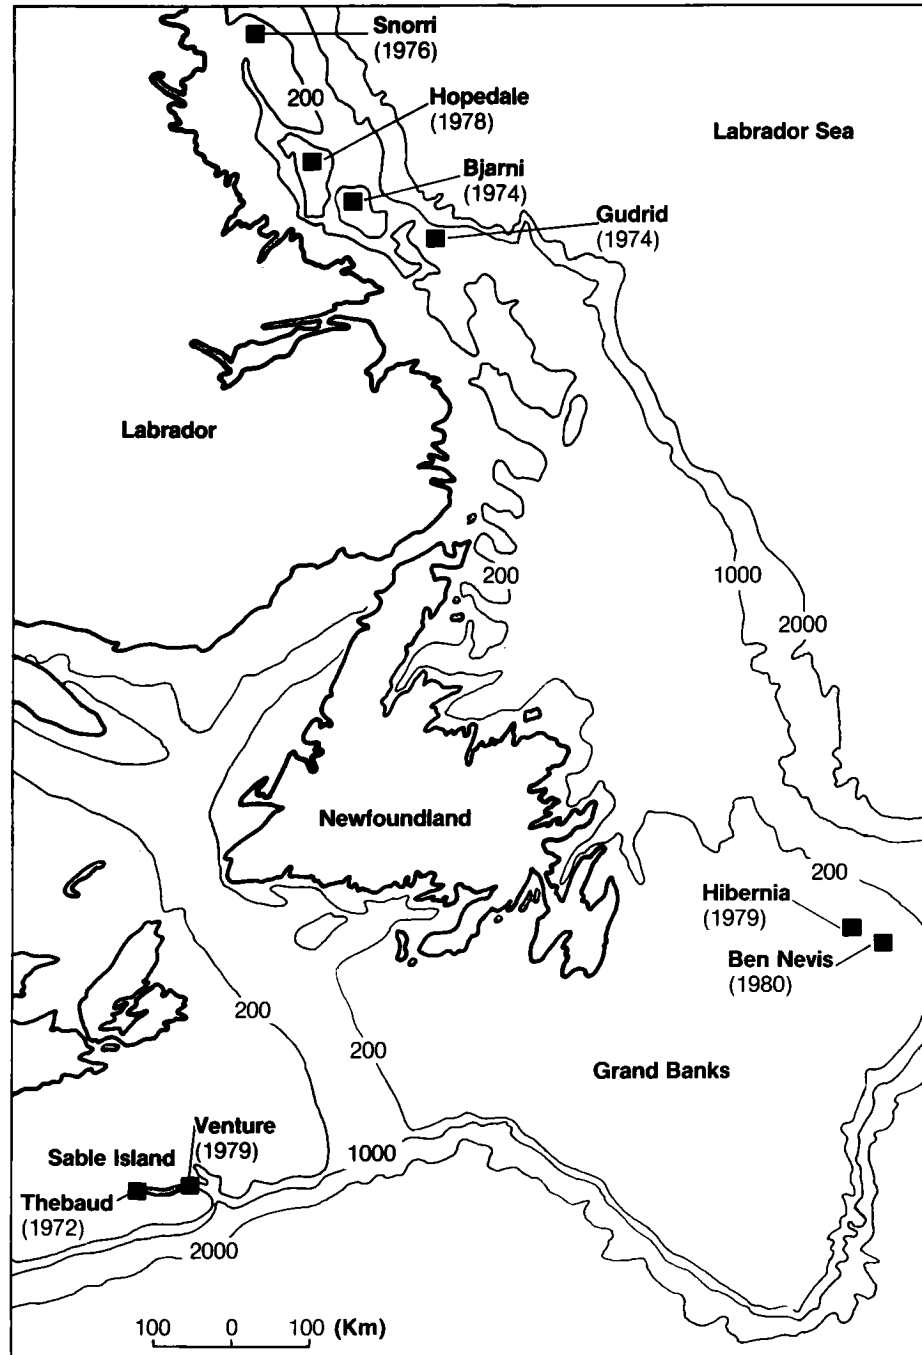 Snorri
(1976)
200
Hopedale
(1978)
Labrador Sea
Bjarni
(1974)
Gudrid
(1974)
Labrador
200
1000
2000
Newfoundland
200
Hibernia
(1979)
Ben Nevis
(1980)
200
200
Grand Banks
Venture
(1979)
1000
Sable Island
Thebaud
(1972)
2000
100 0 100 (Km)